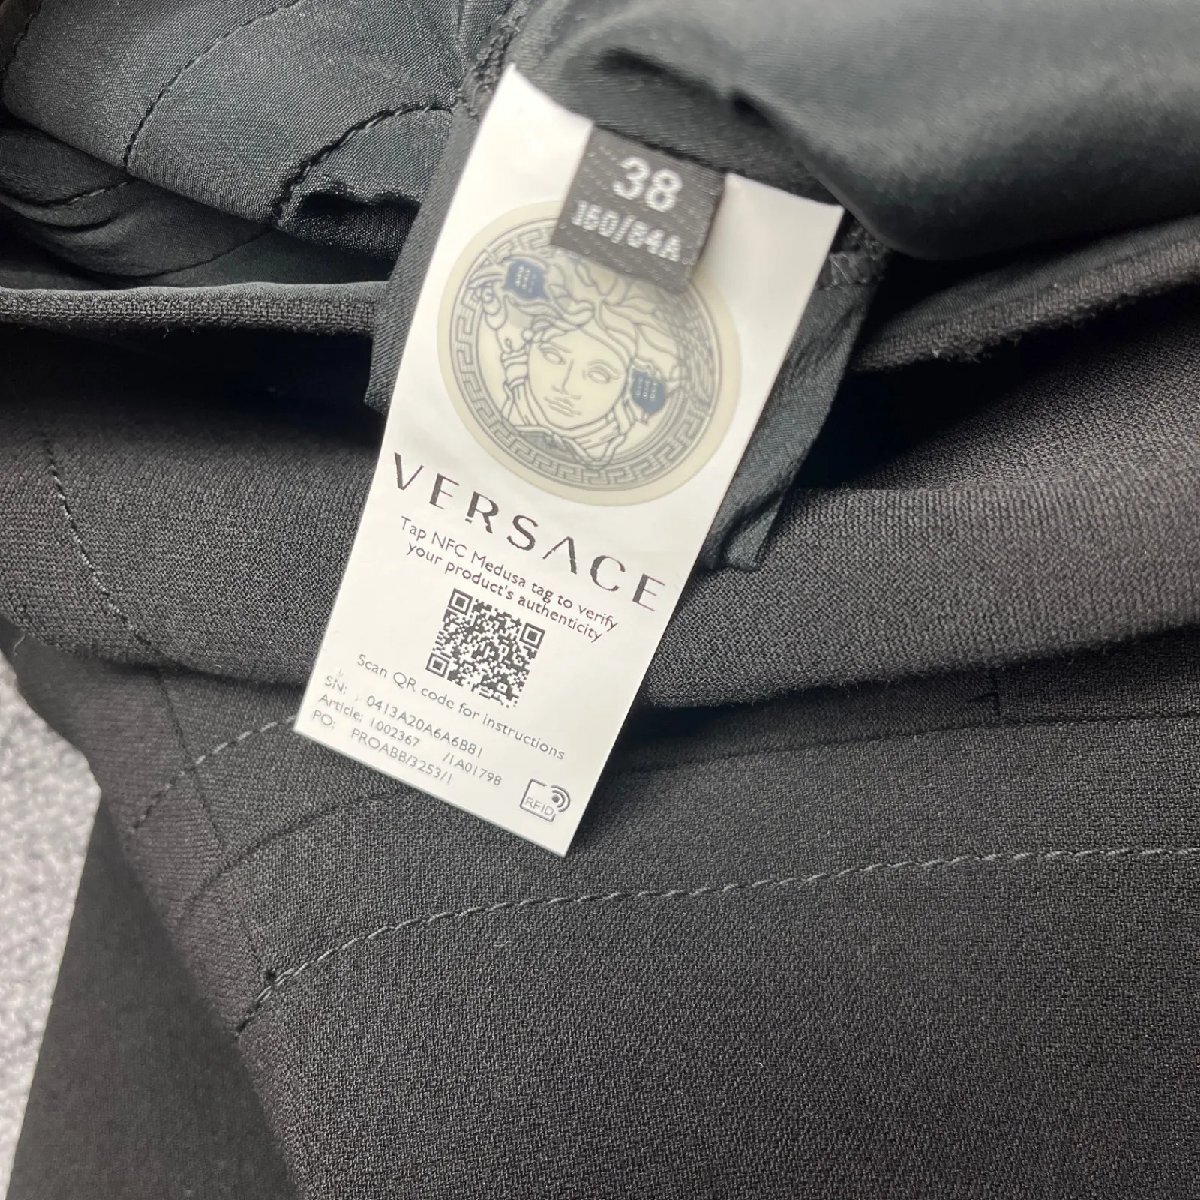 38
160/84A
VERSACE
Tap NFC Medusa tag to verify
your product's authenticity
Scan QR code for instructions
SN: 0413A20A6A6B81
Article: 1002367 /1A01798
PO: PROABB/3253/1
RFID